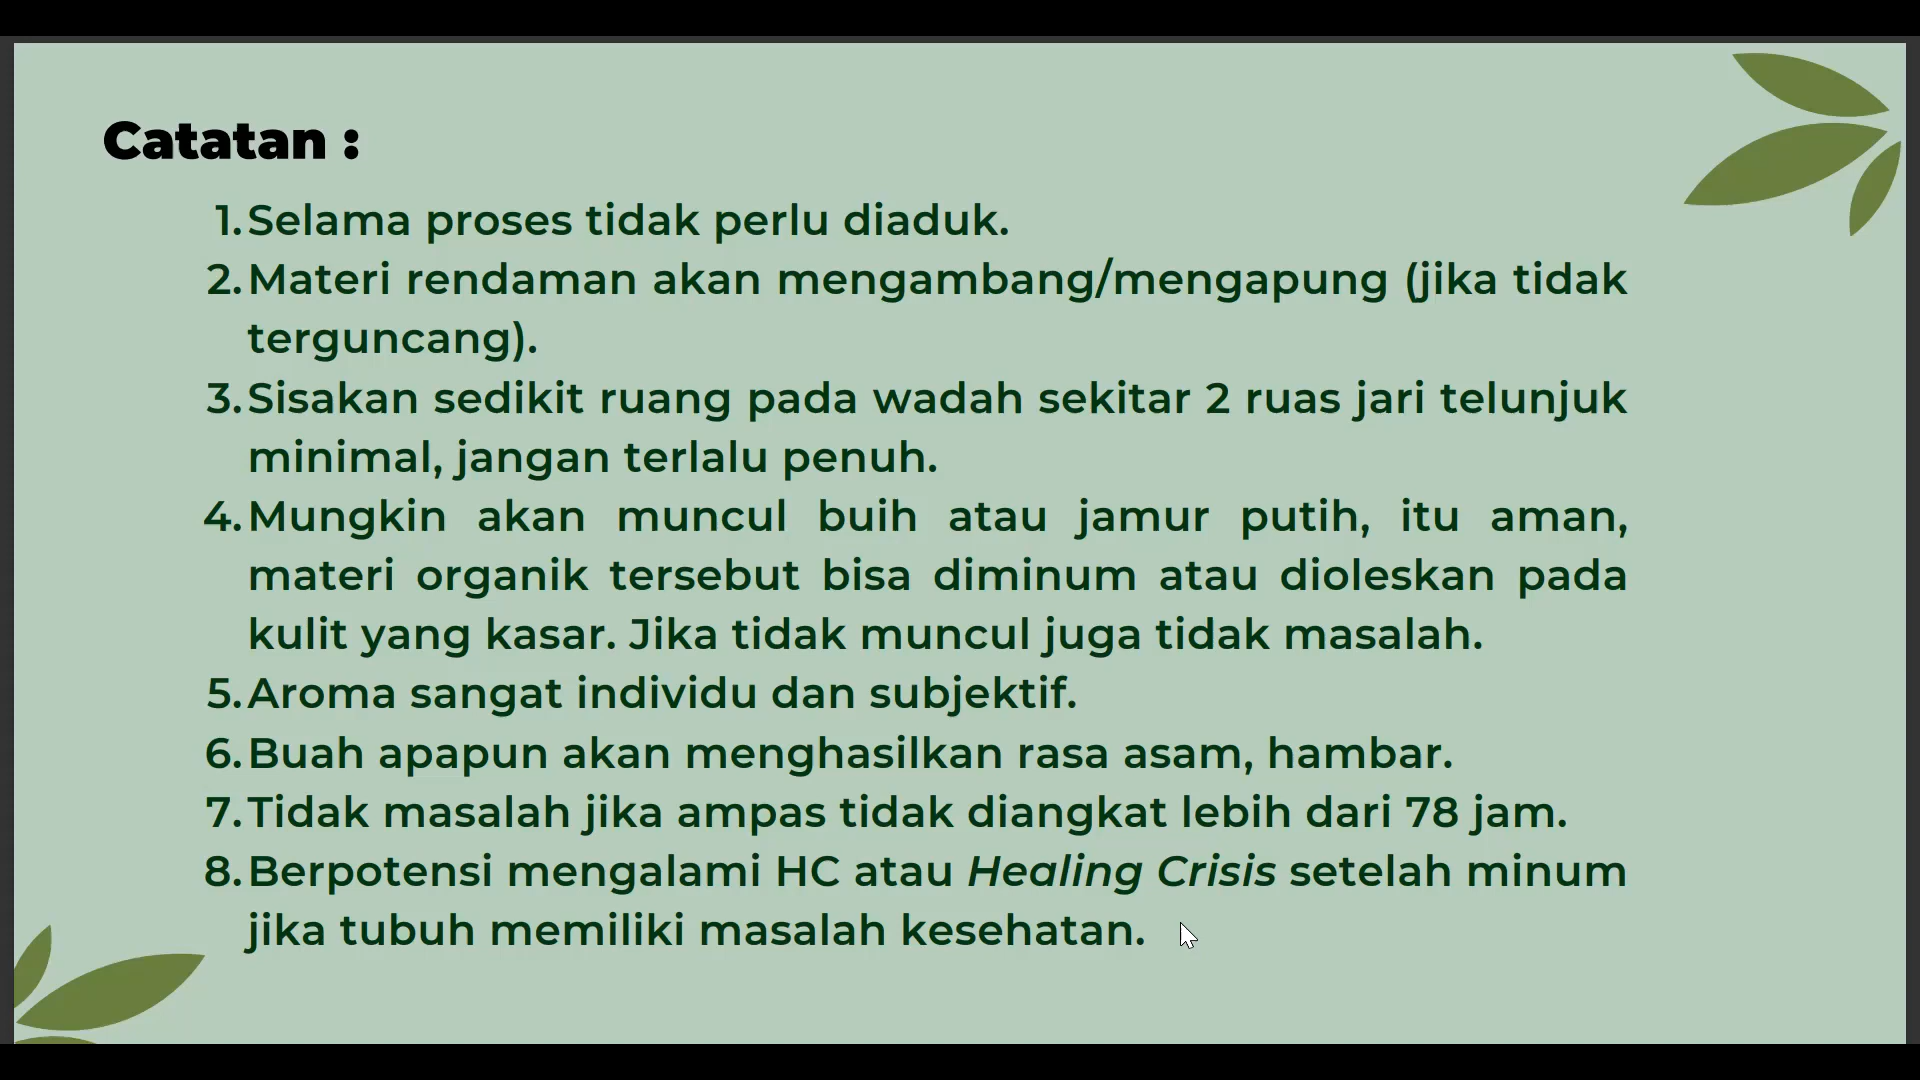 Catatan :
1. Selama proses tidak perlu diaduk.
2. Materi rendaman akan mengambang/mengapung (jika tidak
terguncang).
3. Sisakan sedikit ruang pada wadah sekitar 2 ruas jari telunjuk
minimal, jangan terlalu penuh.
4. Mungkin akan muncul buih atau jamur putih, itu aman,
materi organik tersebut bisa diminum atau dioleskan pada
kulit yang kasar. Jika tidak muncul juga tidak masalah.
5. Aroma sangat individu dan subjektif.
6. Buah apapun akan menghasilkan rasa asam, hambar.
7. Tidak masalah jika ampas tidak diangkat lebih dari 78 jam.
8. Berpotensi mengalami HC atau Healing Crisis setelah minum
jika tubuh memiliki masalah kesehatan.